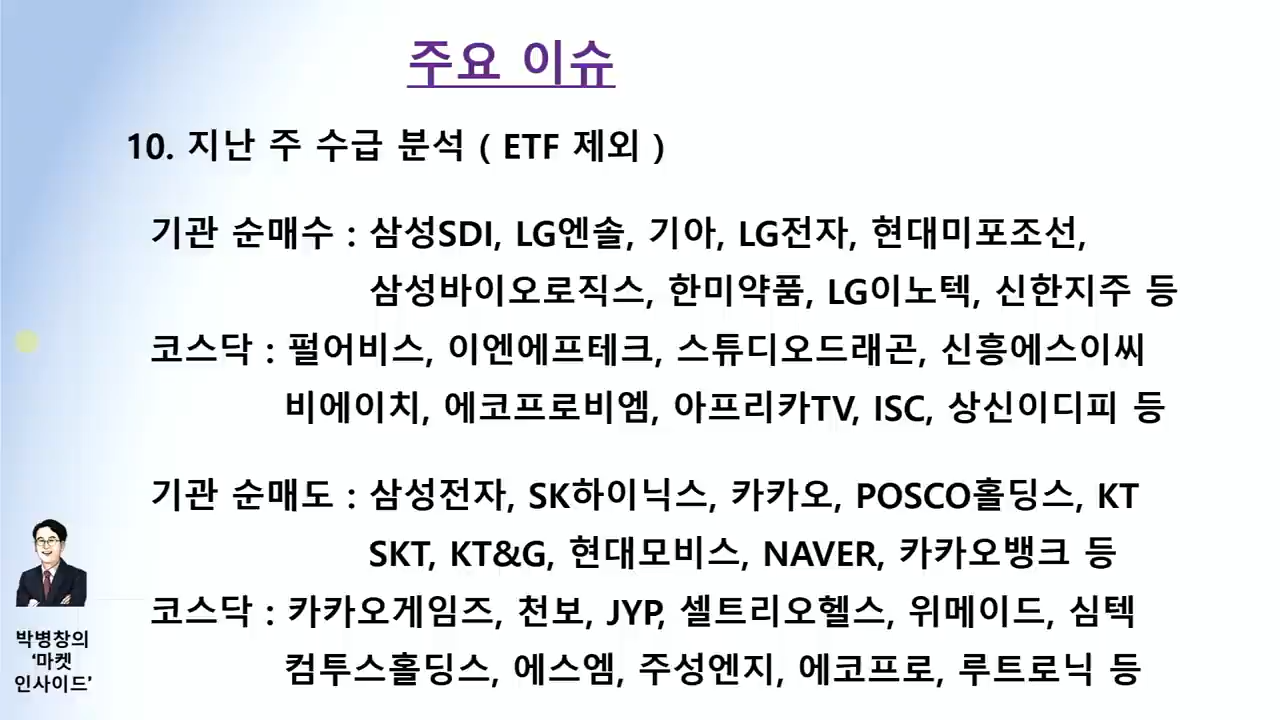 주요 이슈
10. 지난 주 수급 분석 ( ETF 제외 )
기관 순매수 : 삼성SDI, LG엔솔, 기아, LG전자, 현대미포조선,
삼성바이오로직스, 한미약품, LG이노텍, 신한지주 등
코스닥 : 펄어비스, 이엔에프테크, 스튜디오드래곤, 신흥에스이씨
비에이치, 에코프로비엠, 아프리카TV, ISC, 상신이디피 등
기관 순매도 : 삼성전자, SK하이닉스, 카카오, POSCO홀딩스, KT
SKT, KT&G, 현대모비스, NAVER, 카카오뱅크 등
코스닥 : 카카오게임즈, 천보, JYP, 셀트리오헬스, 위메이드, 심텍
컴투스홀딩스, 에스엠, 주성엔지, 에코프로, 루트로닉 등
박병창의
‘마켓
인사이드’